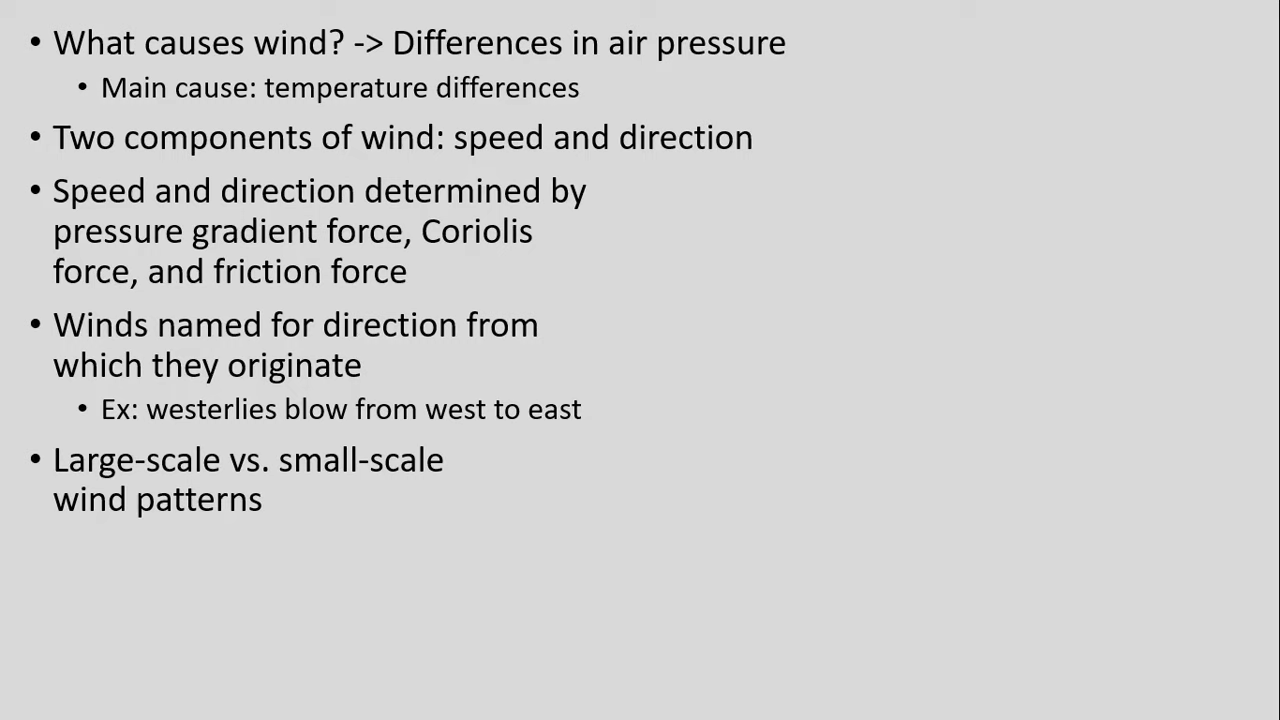 • What causes wind? -> Differences in air pressure
• Main cause: temperature differences
• Two components of wind: speed and direction
• Speed and direction determined by
pressure gradient force, Coriolis
force, and friction force
• Winds named for direction from
which they originate
• Ex: westerlies blow from west to east
• Large-scale vs. small-scale
wind patterns